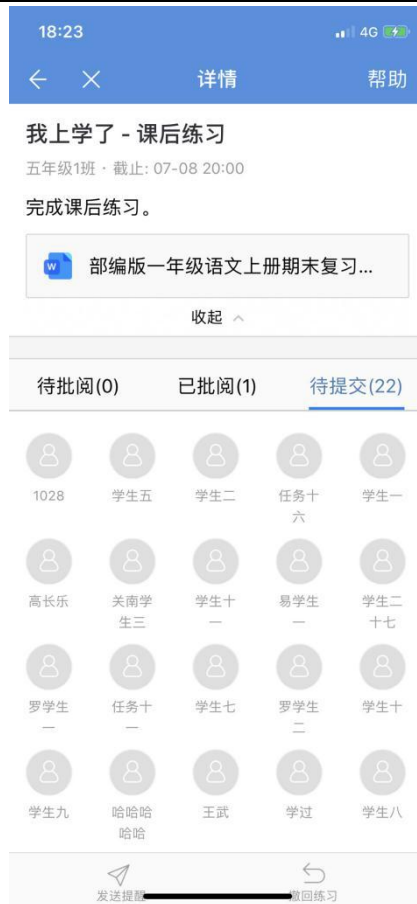 18:23
4G
详情
帮助
我上学了 - 课后练习
五年级1班 · 截止: 07-08 20:00
完成课后练习。
W
部编版一年级语文上册期末复习...
收起
待批阅(0) 已批阅(1) 待提交(22)
1028 学生五 学生二 任务十 学生一
六
高长乐 关南学 学生十 易学生 学生二
生三 一 一 十七
罗学生 任务十 学生七 罗学生 学生十
一 一 二
学生九 哈哈哈 王武 学过 学生八
哈哈
发送提醒 撤回练习